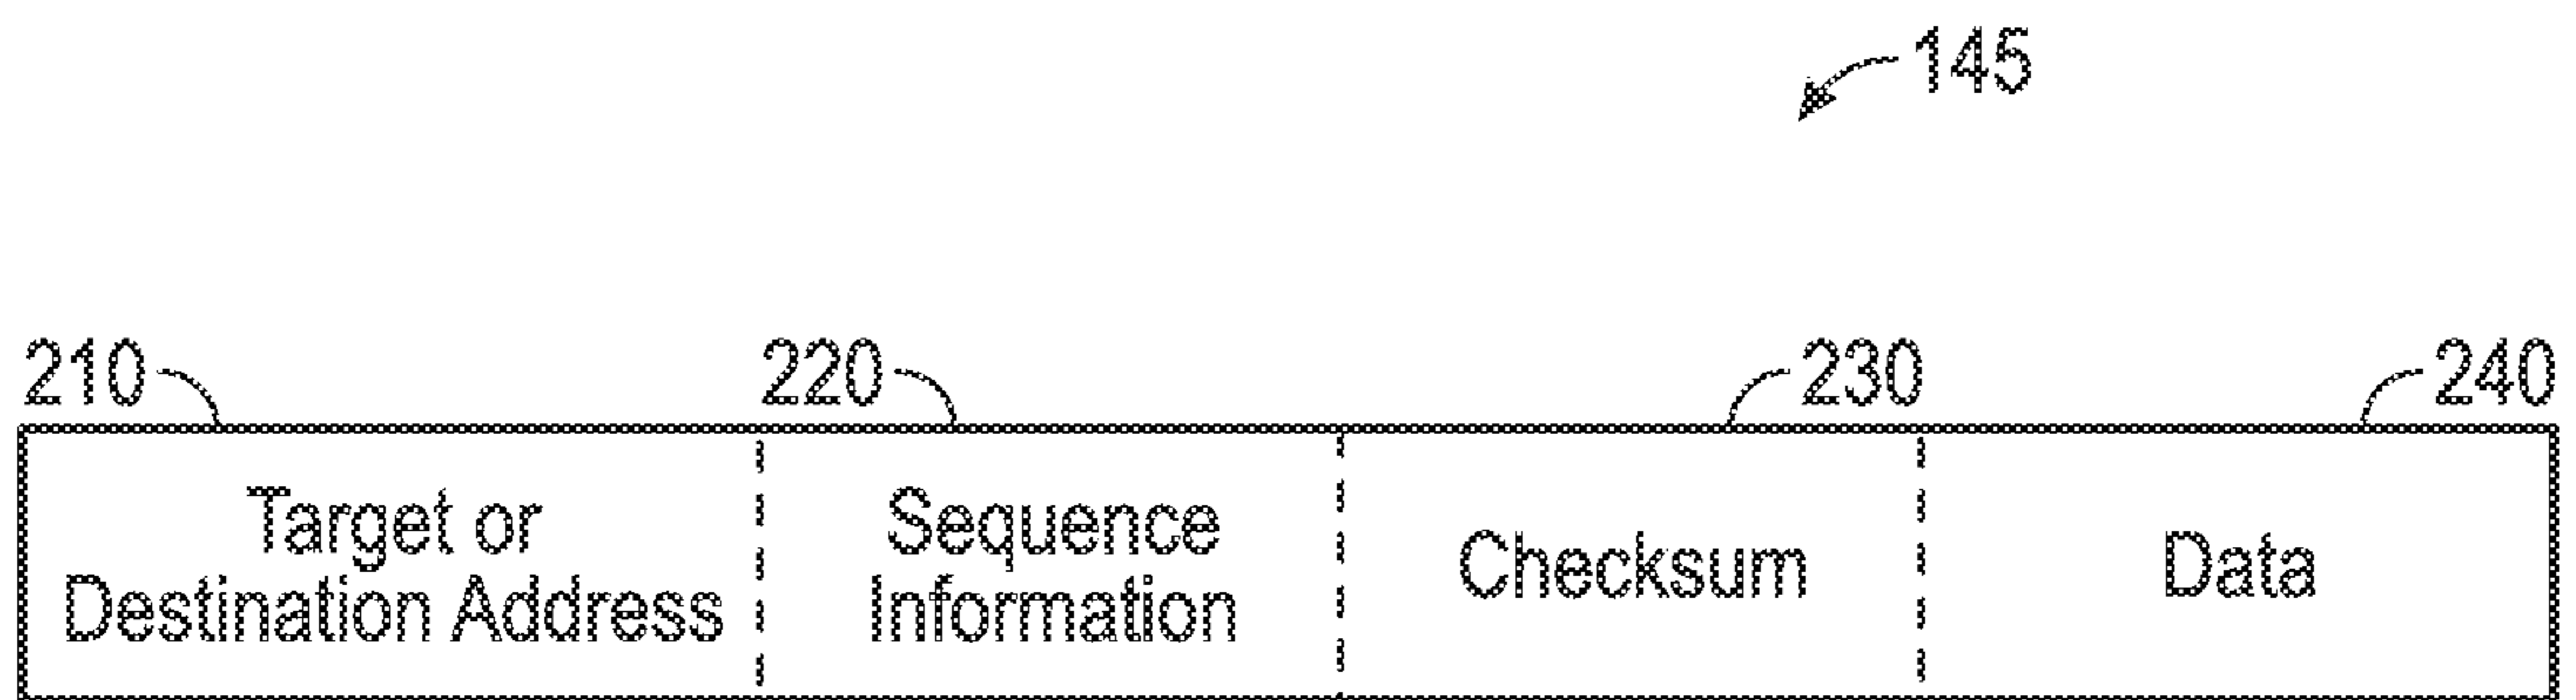 145
210
220
230
240
Target or
Destination Address
Sequence
Information
Checksum
Data